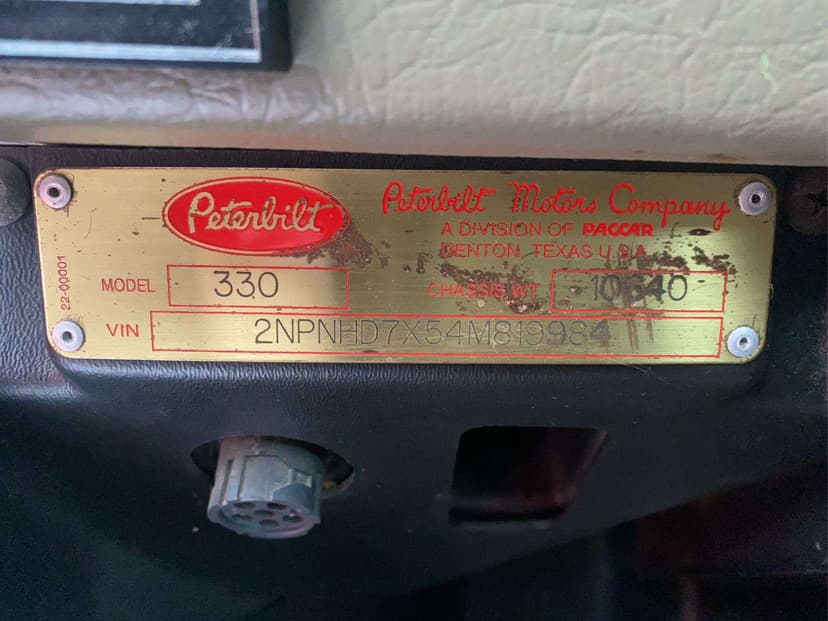 Peterbilt
Peterbilt Motors Company
A DIVISION OF PACCAR
DENTON, TEXAS U.S.A.
22-00001
MODEL 330
CHASSIS WT 10640
VIN 2NPNHD7X54M819984